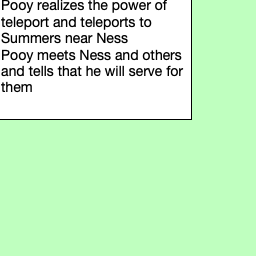 Pooy realizes the power of
teleport and teleports to
Summers near Ness
Pooy meets Ness and others
and tells that he will serve for
them